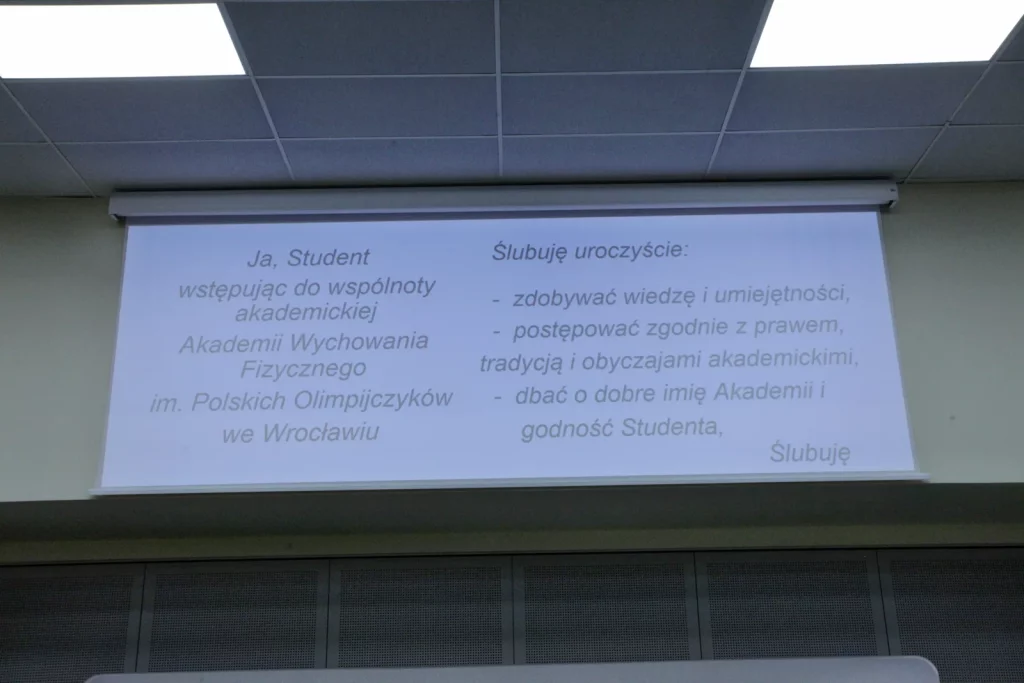 Ja, Student
wstępując do wspólnoty
akademickiej
Akademii Wychowania
Fizycznego
im. Polskich Olimpijczyków
we Wrocławiu
Ślubuję uroczyście:
- zdobywać wiedzę i umiejętności,
- postępować zgodnie z prawem,
tradycją i obyczajami akademickimi,
- dbać o dobre imię Akademii i
godność Studenta,
Ślubuję